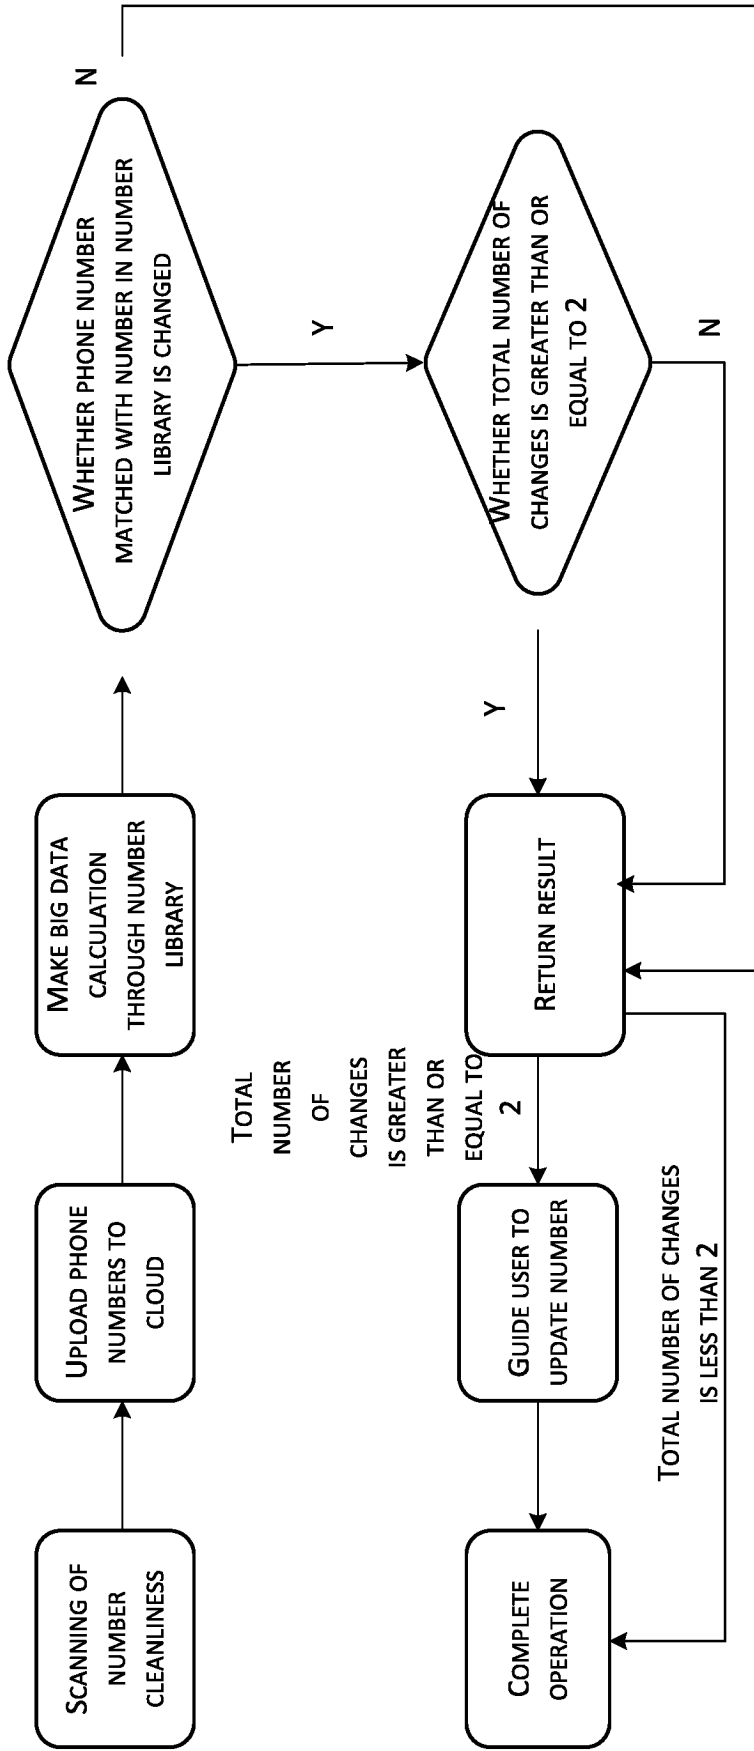 SCANNING OF
NUMBER
CLEANLINESS
UPLOAD PHONE
NUMBERS TO
CLOUD
MAKE BIG DATA
CALCULATION
THROUGH NUMBER
LIBRARY
WHETHER PHONE NUMBER
MATCHED WITH NUMBER IN NUMBER
LIBRARY IS CHANGED
N
Y
WHETHER TOTAL NUMBER OF
CHANGES IS GREATER THAN OR
EQUAL TO 2
N
Y
RETURN RESULT
TOTAL
NUMBER
OF
CHANGES
IS GREATER
THAN OR
EQUAL TO
2
GUIDE USER TO
UPDATE NUMBER
TOTAL NUMBER OF CHANGES
IS LESS THAN 2
COMPLETE
OPERATION